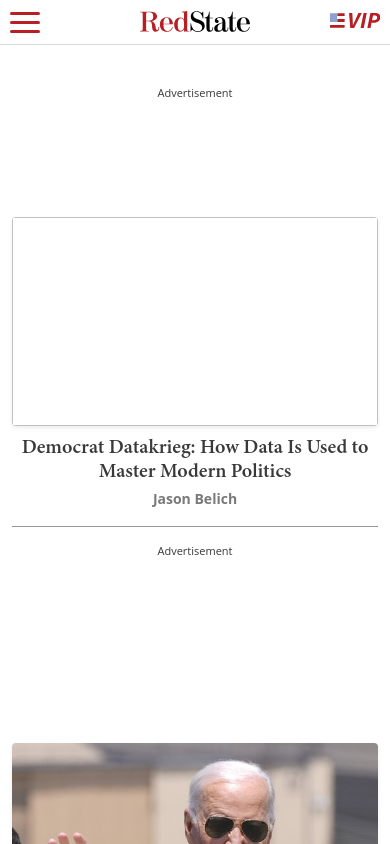 RedState
VIP
Advertisement
Democrat Datakrieg: How Data Is Used to
Master Modern Politics
Jason Belich
Advertisement